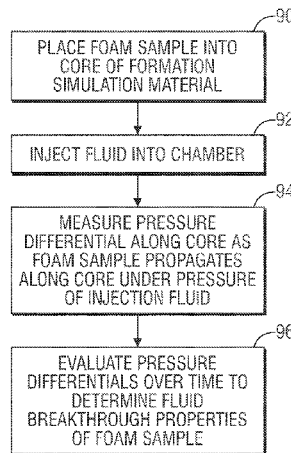 90
PLACE FOAM SAMPLE INTO
CORE OF FORMATION
SIMULATION MATERIAL
92
INJECT FLUID INTO CHAMBER
94
MEASURE PRESSURE
DIFFERENTIAL ALONG CORE AS
FOAM SAMPLE PROPAGATES
ALONG CORE UNDER PRESSURE
OF INJECTION FLUID
96
EVALUATE PRESSURE
DIFFERENTIALS OVER TIME TO
DETERMINE FLUID
BREAKTHROUGH PROPERTIES
OF FOAM SAMPLE